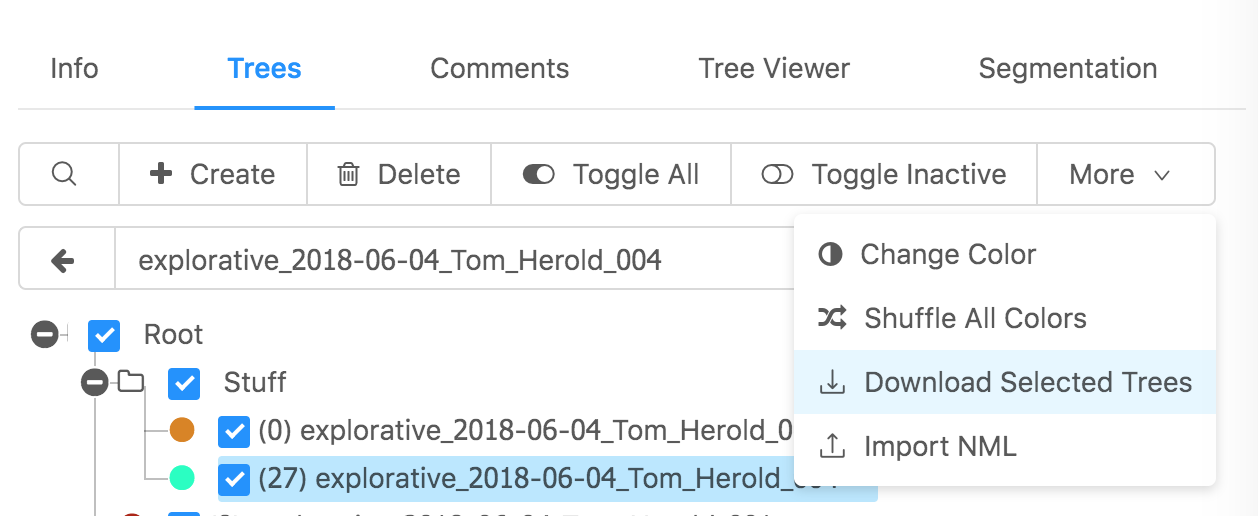 Info Trees Comments Tree Viewer Segmentation
Create Delete Toggle All Toggle Inactive More
explorative_2018-06-04_Tom_Herold_004
Change Color
Shuffle All Colors
Download Selected Trees
Import NML
Root
Stuff
(0) explorative_2018-06-04_Tom_Herold_0
(27) explorative_2018-06-04_Tom_Herold_